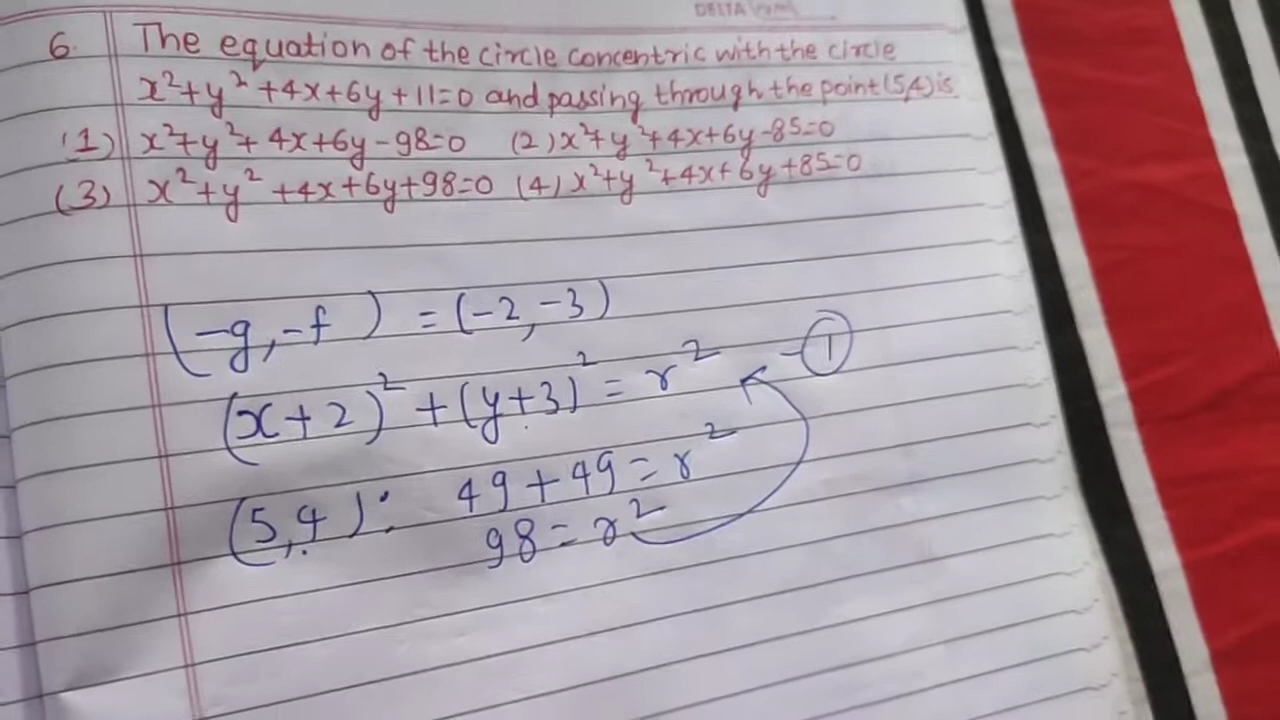 DELTA
6. The equation of the circle concentric with the circle
x²+y²+4x+6y+11=0 and passing through the point (5,4) is
(1) x²+y²+4x+6y-98=0 (2) x²+y²+4x+6y-85=0
(3) x²+y²+4x+6y+98=0 (4) x²+y²+4x+6y+85=0
(-g,-f) = (-2,-3)
(x+2)²+(y+3)²=r² -①
(5,4): 49+49=r²
98=r²